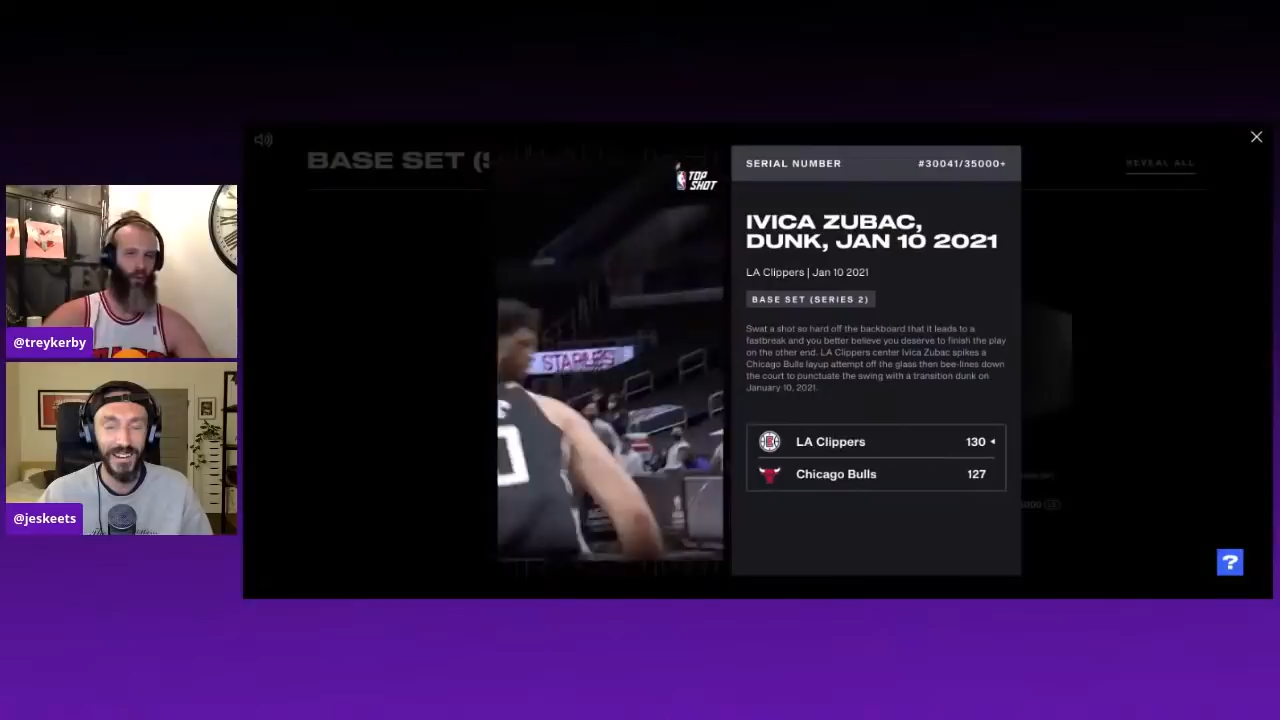 BASE SET (S
REVEAL ALL
TOP
SHOT
SERIAL NUMBER
#30041/35000+
IVICA ZUBAC,
DUNK, JAN 10 2021
LA Clippers | Jan 10 2021
BASE SET (SERIES 2)
Swat a shot so hard off the backboard that it leads to a
fastbreak and you better believe you deserve to finish the play
on the other end. LA Clippers center Ivica Zubac spikes a
Chicago Bulls layup attempt off the glass then bee-lines down
the court to punctuate the swing with a transition dunk on
January 10, 2021.
LA Clippers 130
Chicago Bulls 127
STAPLES
0
@treykerby
@jeskeets
?